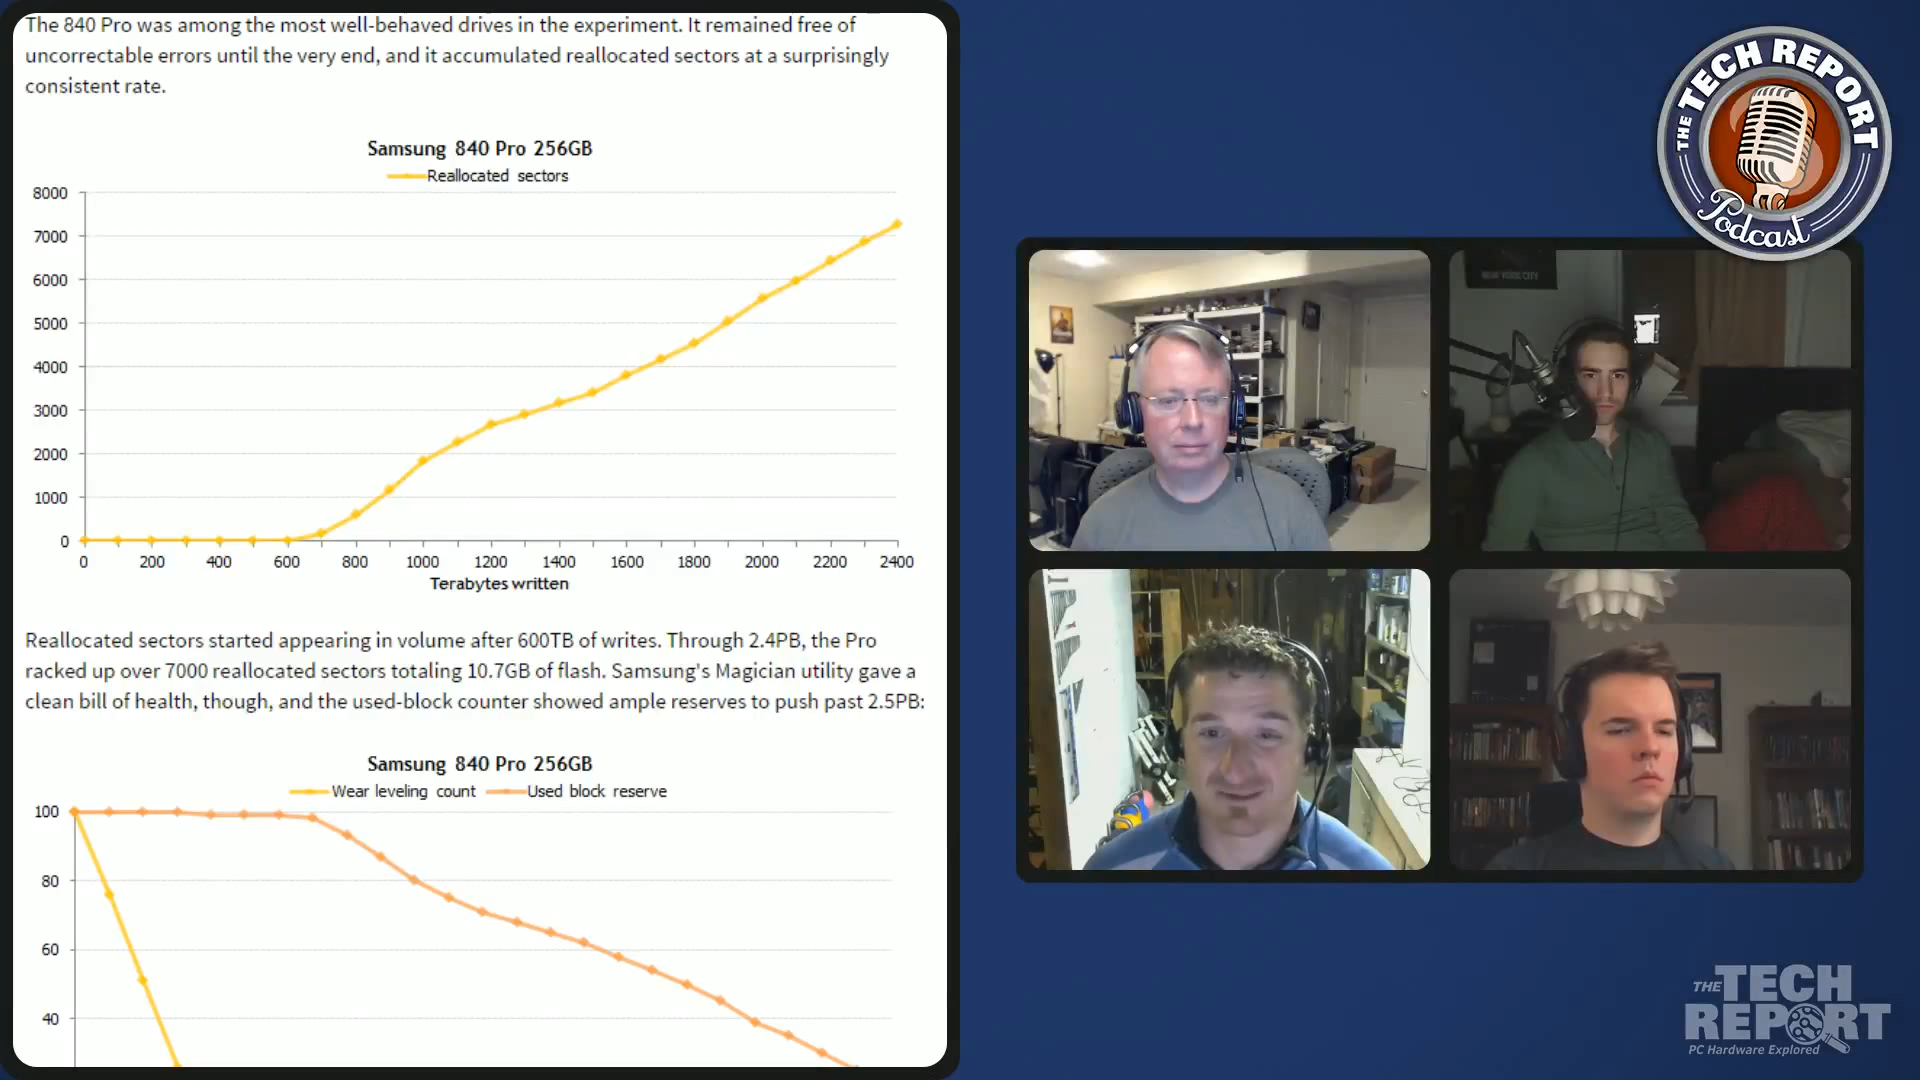 The 840 Pro was among the most well-behaved drives in the experiment. It remained free of
uncorrectable errors until the very end, and it accumulated reallocated sectors at a surprisingly
consistent rate.
Samsung 840 Pro 256GB
Reallocated sectors
8000
7000
6000
5000
4000
3000
2000
1000
0
0 200 400 600 800 1000 1200 1400 1600 1800 2000 2200 2400
Terabytes written
Reallocated sectors started appearing in volume after 600TB of writes. Through 2.4PB, the Pro
racked up over 7000 reallocated sectors totaling 10.7GB of flash. Samsung's Magician utility gave a
clean bill of health, though, and the used-block counter showed ample reserves to push past 2.5PB:
Samsung 840 Pro 256GB
Wear leveling count Used block reserve
100
80
60
40
THE TECH REPORT
Podcast
NEW YORK CITY
THE TECH
REPORT
PC Hardware Explored